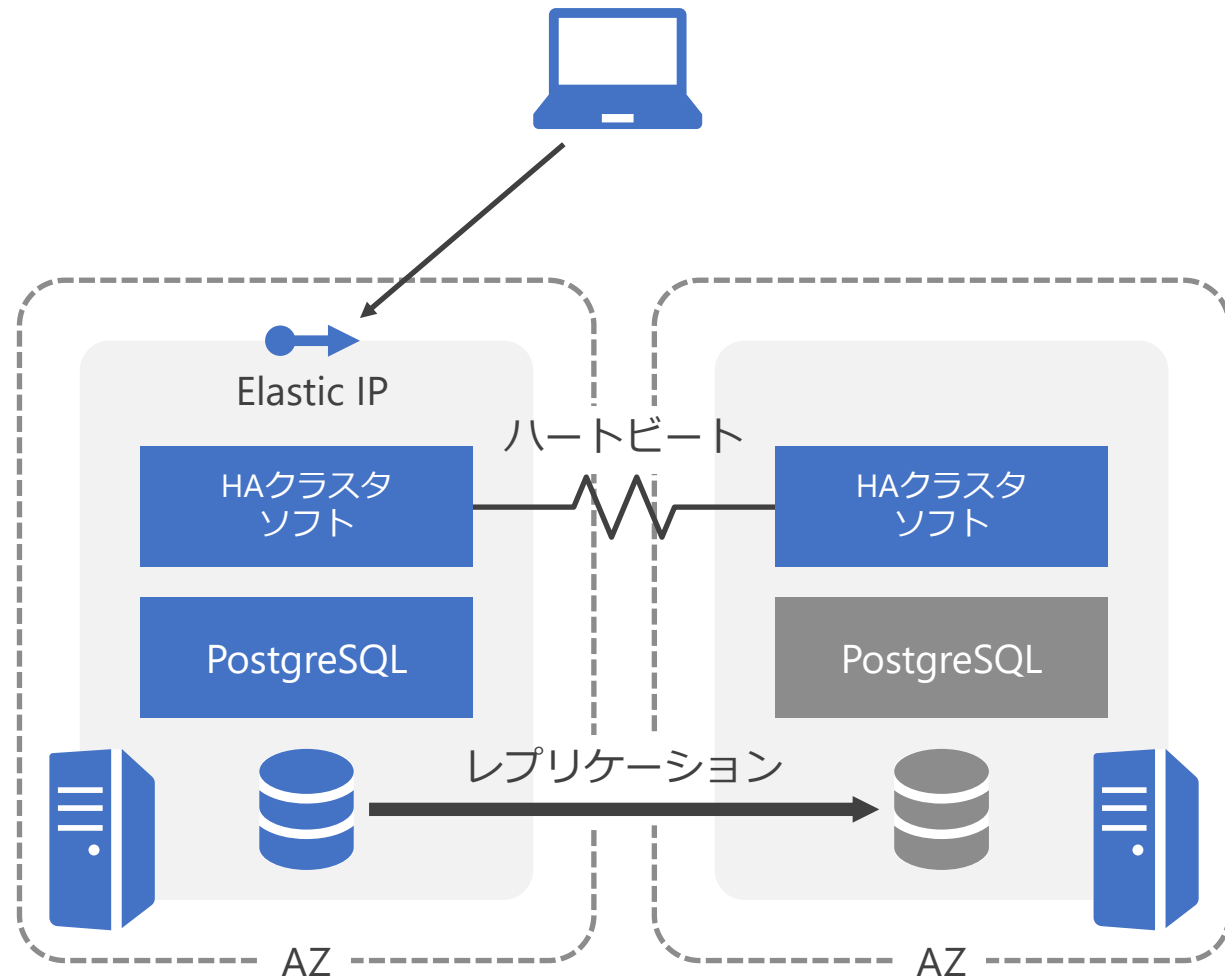 Elastic IP
ハートビート
HAクラスタ
ソフト
HAクラスタ
ソフト
PostgreSQL
PostgreSQL
レプリケーション
AZ
AZ